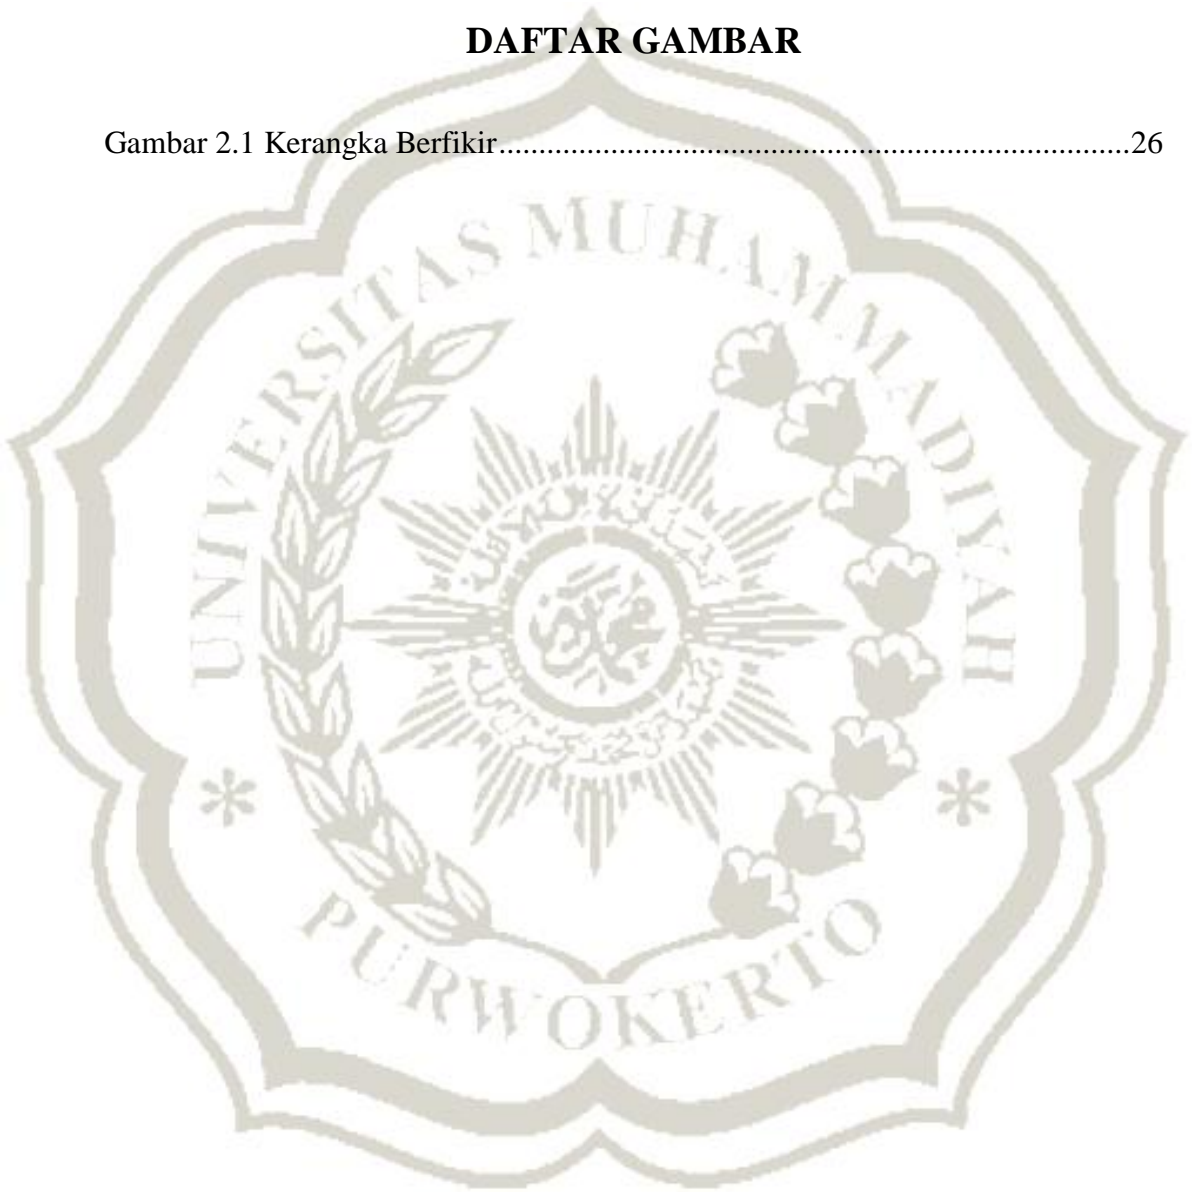 DAFTAR GAMBAR
Gambar 2.1 Kerangka Berfikir...............................................................................26
UNIVERSITAS MUHAMMADIYAH
PURWOKERTO